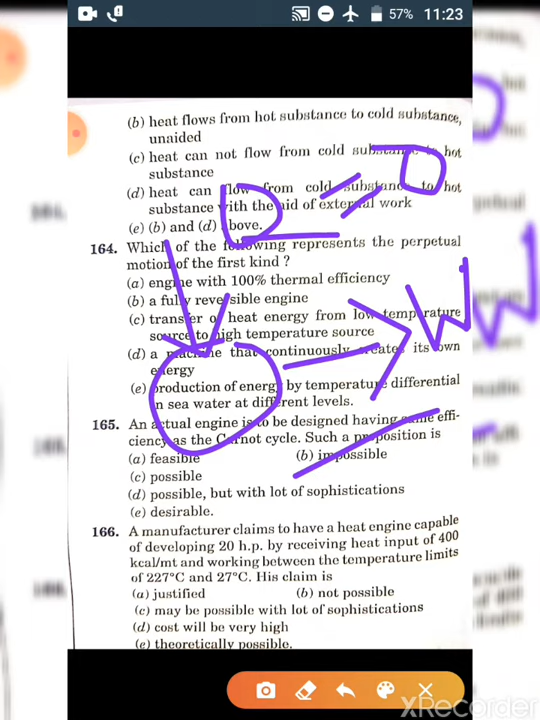 57% 11:23
(b) heat flows from hot substance to cold substance,
unaided
(c) heat can not flow from cold substance to hot
substance
(d) heat can flow from cold substance to hot
substance with the aid of external work
(e) (b) and (d) above.
Q = 0
164. Which of the following represents the perpetual
motion of the first kind ?
(a) engine with 100% thermal efficiency
(b) a fully reversible engine
(c) transfer of heat energy from low temperature
source to high temperature source
W
(d) a machine that continuously creates its own
energy
(e) production of energy by temperature differential
in sea water at different levels.
165. An actual engine is to be designed having same effi-
ciency as the Carnot cycle. Such a proposition is
(a) feasible (b) impossible
(c) possible
(d) possible, but with lot of sophistications
(e) desirable.
166. A manufacturer claims to have a heat engine capable
of developing 20 h.p. by receiving heat input of 400
kcal/mt and working between the temperature limits
of 227°C and 27°C. His claim is
(a) justified (b) not possible
(c) may be possible with lot of sophistications
(d) cost will be very high
(e) theoretically possible.
XRecorder